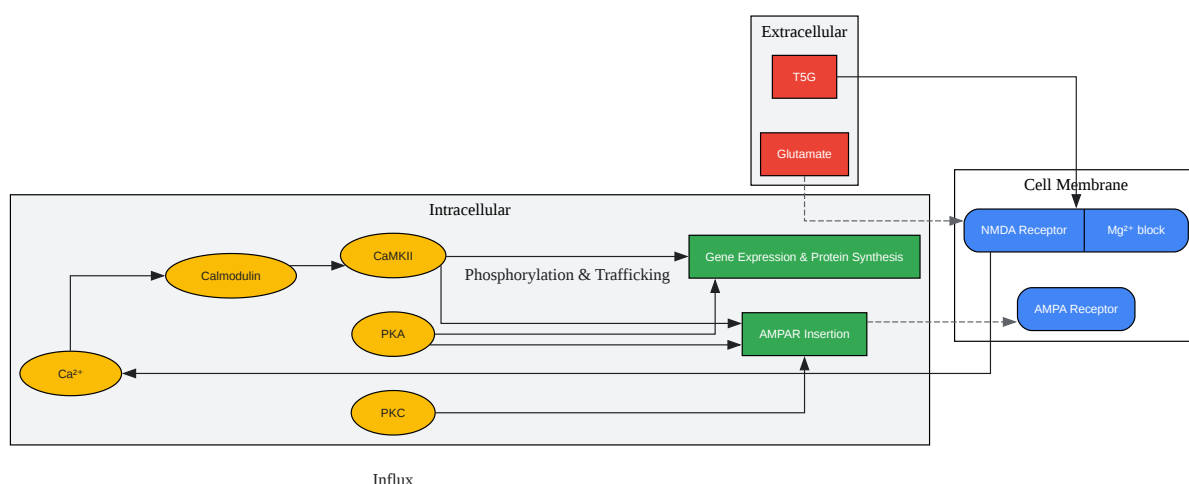 Extracellular
T5G
Glutamate
Cell Membrane
NMDA Receptor
Mg²⁺ block
AMPA Receptor
Intracellular
CaMKII
Gene Expression & Protein Synthesis
Calmodulin
Phosphorylation & Trafficking
PKA
AMPAR Insertion
Ca²⁺
PKC
Influx